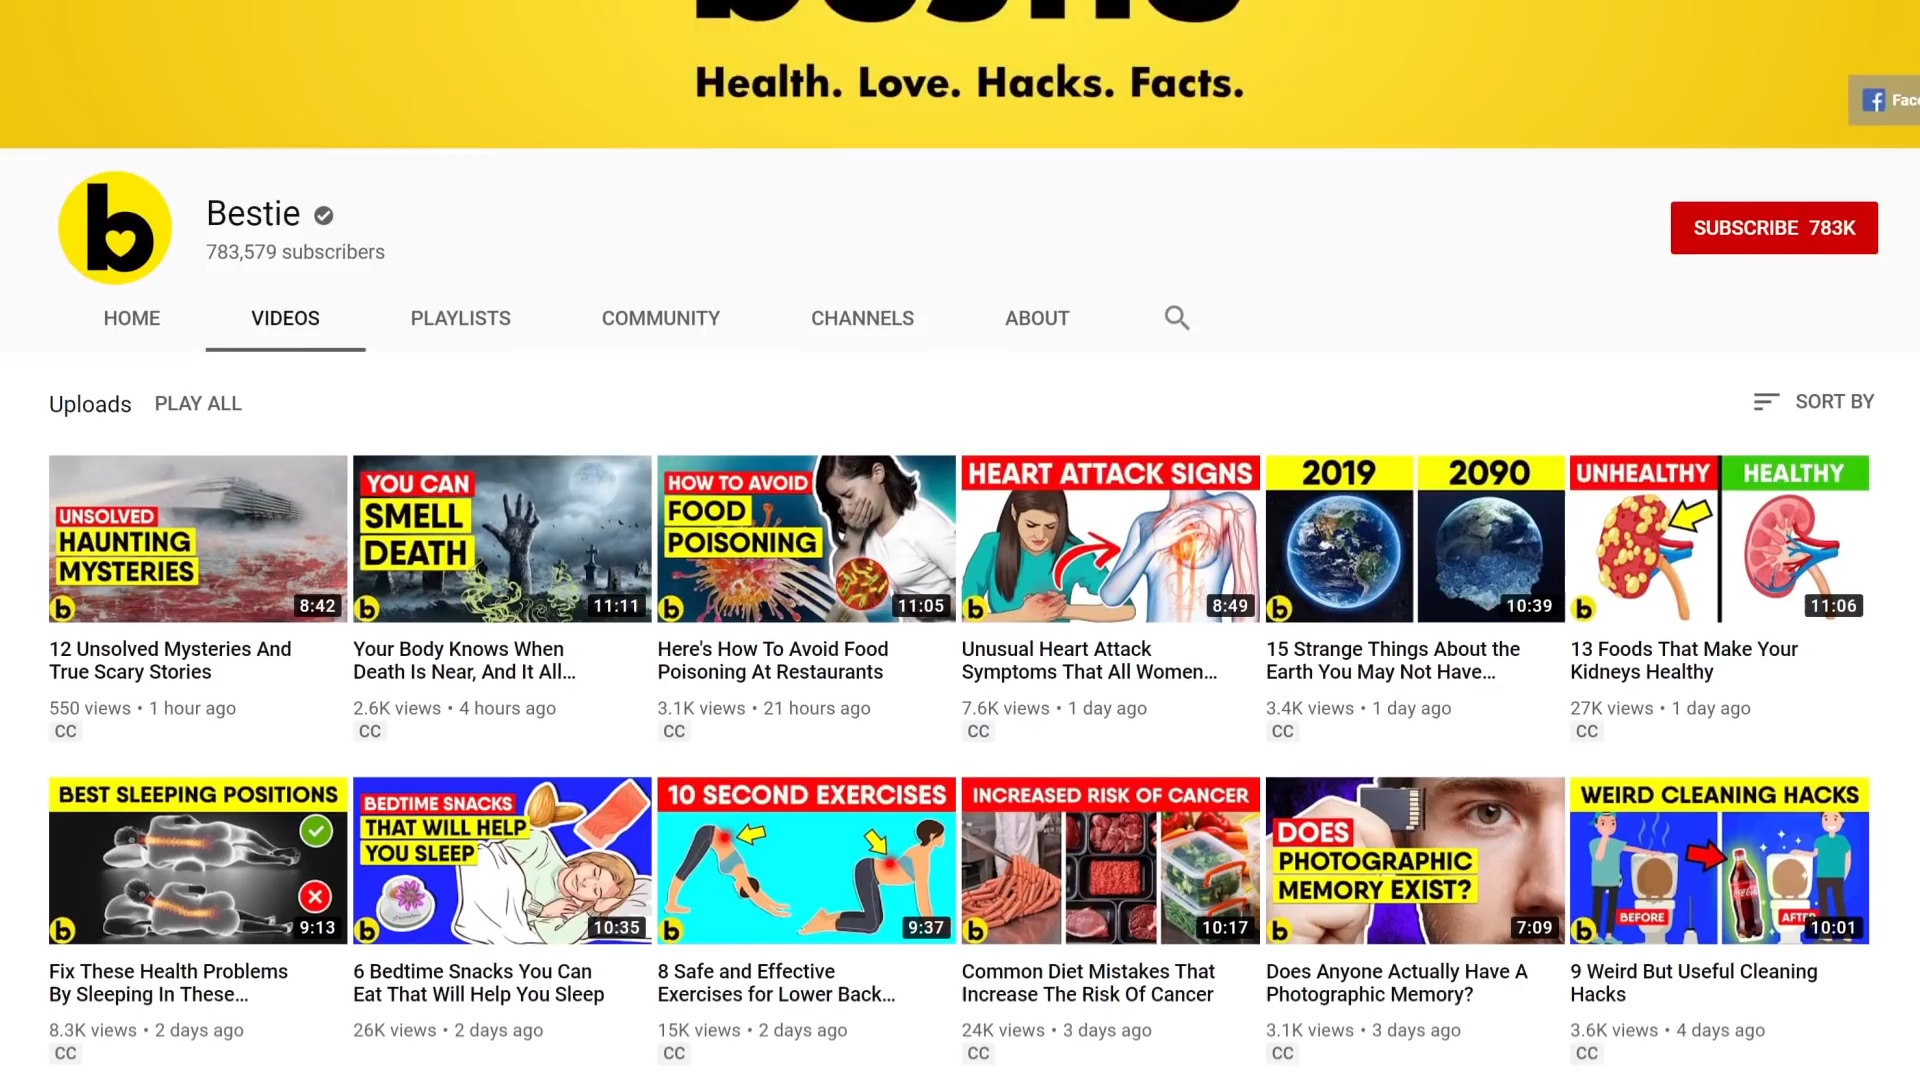 bestie
Health. Love. Hacks. Facts.
Face
Bestie
783,579 subscribers
SUBSCRIBE 783K
HOME
VIDEOS
PLAYLISTS
COMMUNITY
CHANNELS
ABOUT
Uploads
PLAY ALL
SORT BY
UNSOLVED
HAUNTING
MYSTERIES
b
8:42
YOU CAN
SMELL
DEATH
b
11:11
HOW TO AVOID
FOOD
POISONING
b
11:05
HEART ATTACK SIGNS
b
8:49
2019
2090
b
10:39
UNHEALTHY
HEALTHY
b
11:06
12 Unsolved Mysteries And
True Scary Stories
550 views • 1 hour ago
CC
Your Body Knows When
Death Is Near, And It All...
2.6K views • 4 hours ago
CC
Here's How To Avoid Food
Poisoning At Restaurants
3.1K views • 21 hours ago
CC
Unusual Heart Attack
Symptoms That All Women...
7.6K views • 1 day ago
CC
15 Strange Things About the
Earth You May Not Have...
3.4K views • 1 day ago
CC
13 Foods That Make Your
Kidneys Healthy
27K views • 1 day ago
CC
BEST SLEEPING POSITIONS
b
9:13
BEDTIME SNACKS
THAT WILL HELP
YOU SLEEP
b
10:35
10 SECOND EXERCISES
b
9:37
INCREASED RISK OF CANCER
b
10:17
DOES
PHOTOGRAPHIC
MEMORY EXIST?
b
7:09
WEIRD CLEANING HACKS
BEFORE
AFTER
b
10:01
Fix These Health Problems
By Sleeping In These...
8.3K views • 2 days ago
CC
6 Bedtime Snacks You Can
Eat That Will Help You Sleep
26K views • 2 days ago
8 Safe and Effective
Exercises for Lower Back...
15K views • 2 days ago
CC
Common Diet Mistakes That
Increase The Risk Of Cancer
24K views • 3 days ago
CC
Does Anyone Actually Have A
Photographic Memory?
3.1K views • 3 days ago
CC
9 Weird But Useful Cleaning
Hacks
3.6K views • 4 days ago
CC